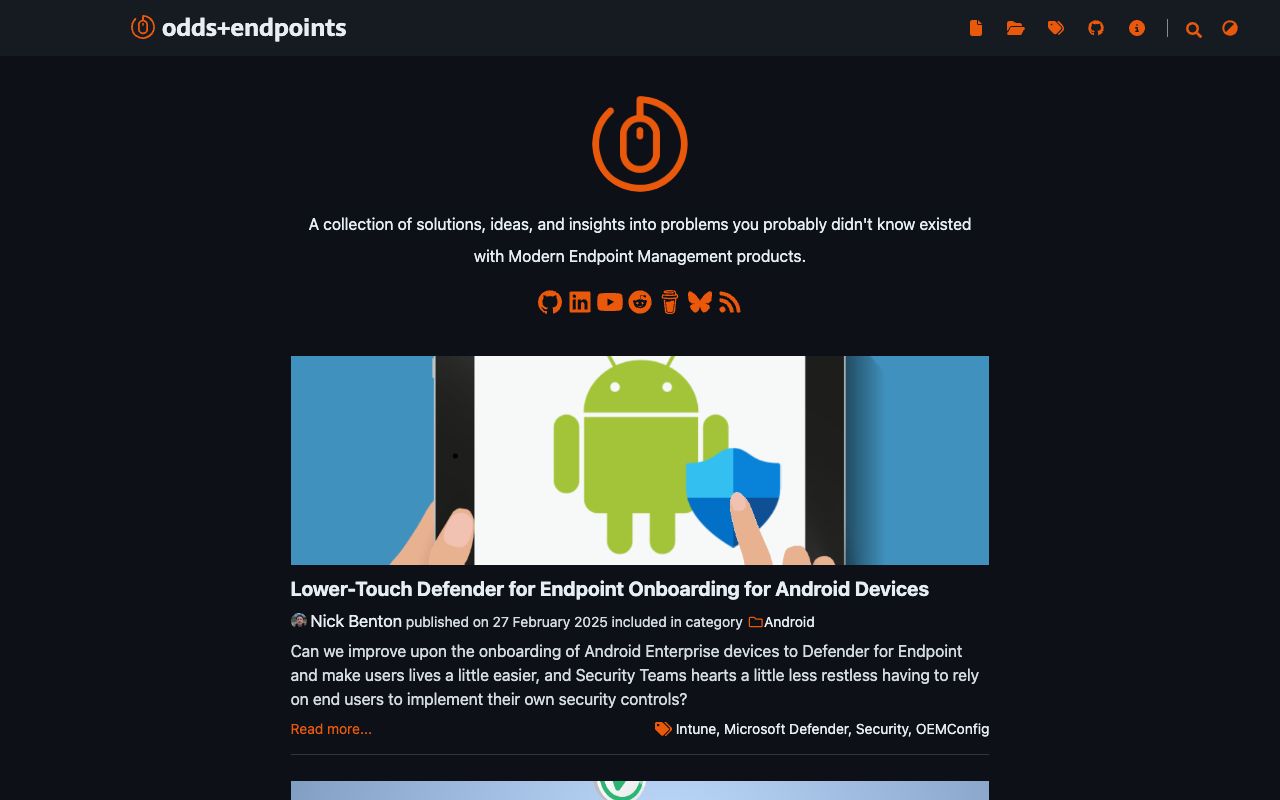 odds+endpoints
A collection of solutions, ideas, and insights into problems you probably didn't know existed
with Modern Endpoint Management products.
Lower-Touch Defender for Endpoint Onboarding for Android Devices
Nick Benton published on 27 February 2025 included in category Android
Can we improve upon the onboarding of Android Enterprise devices to Defender for Endpoint
and make users lives a little easier, and Security Teams hearts a little less restless having to rely
on end users to implement their own security controls?
Read more... Intune, Microsoft Defender, Security, OEMConfig